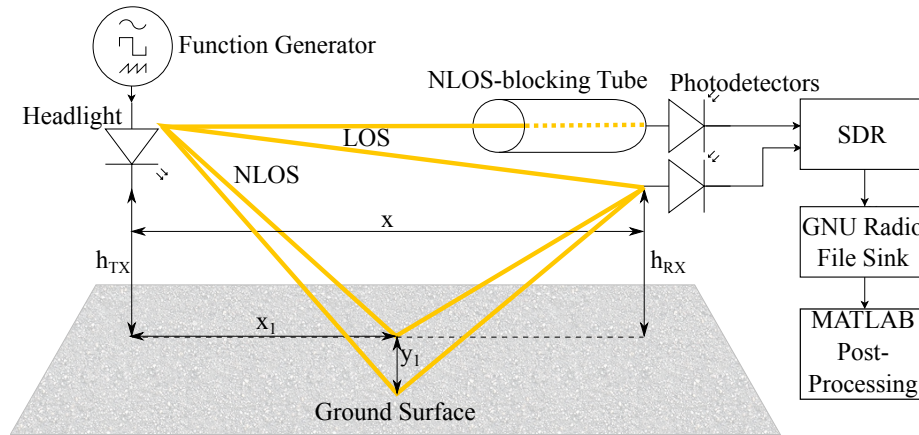 Function Generator
NLOS-blocking Tube
Photodetectors
Headlight
LOS
SDR
NLOS
x
GNU Radio
File Sink
h_TX
h_RX
x_1
MATLAB
Post-
Processing
y_1
Ground Surface